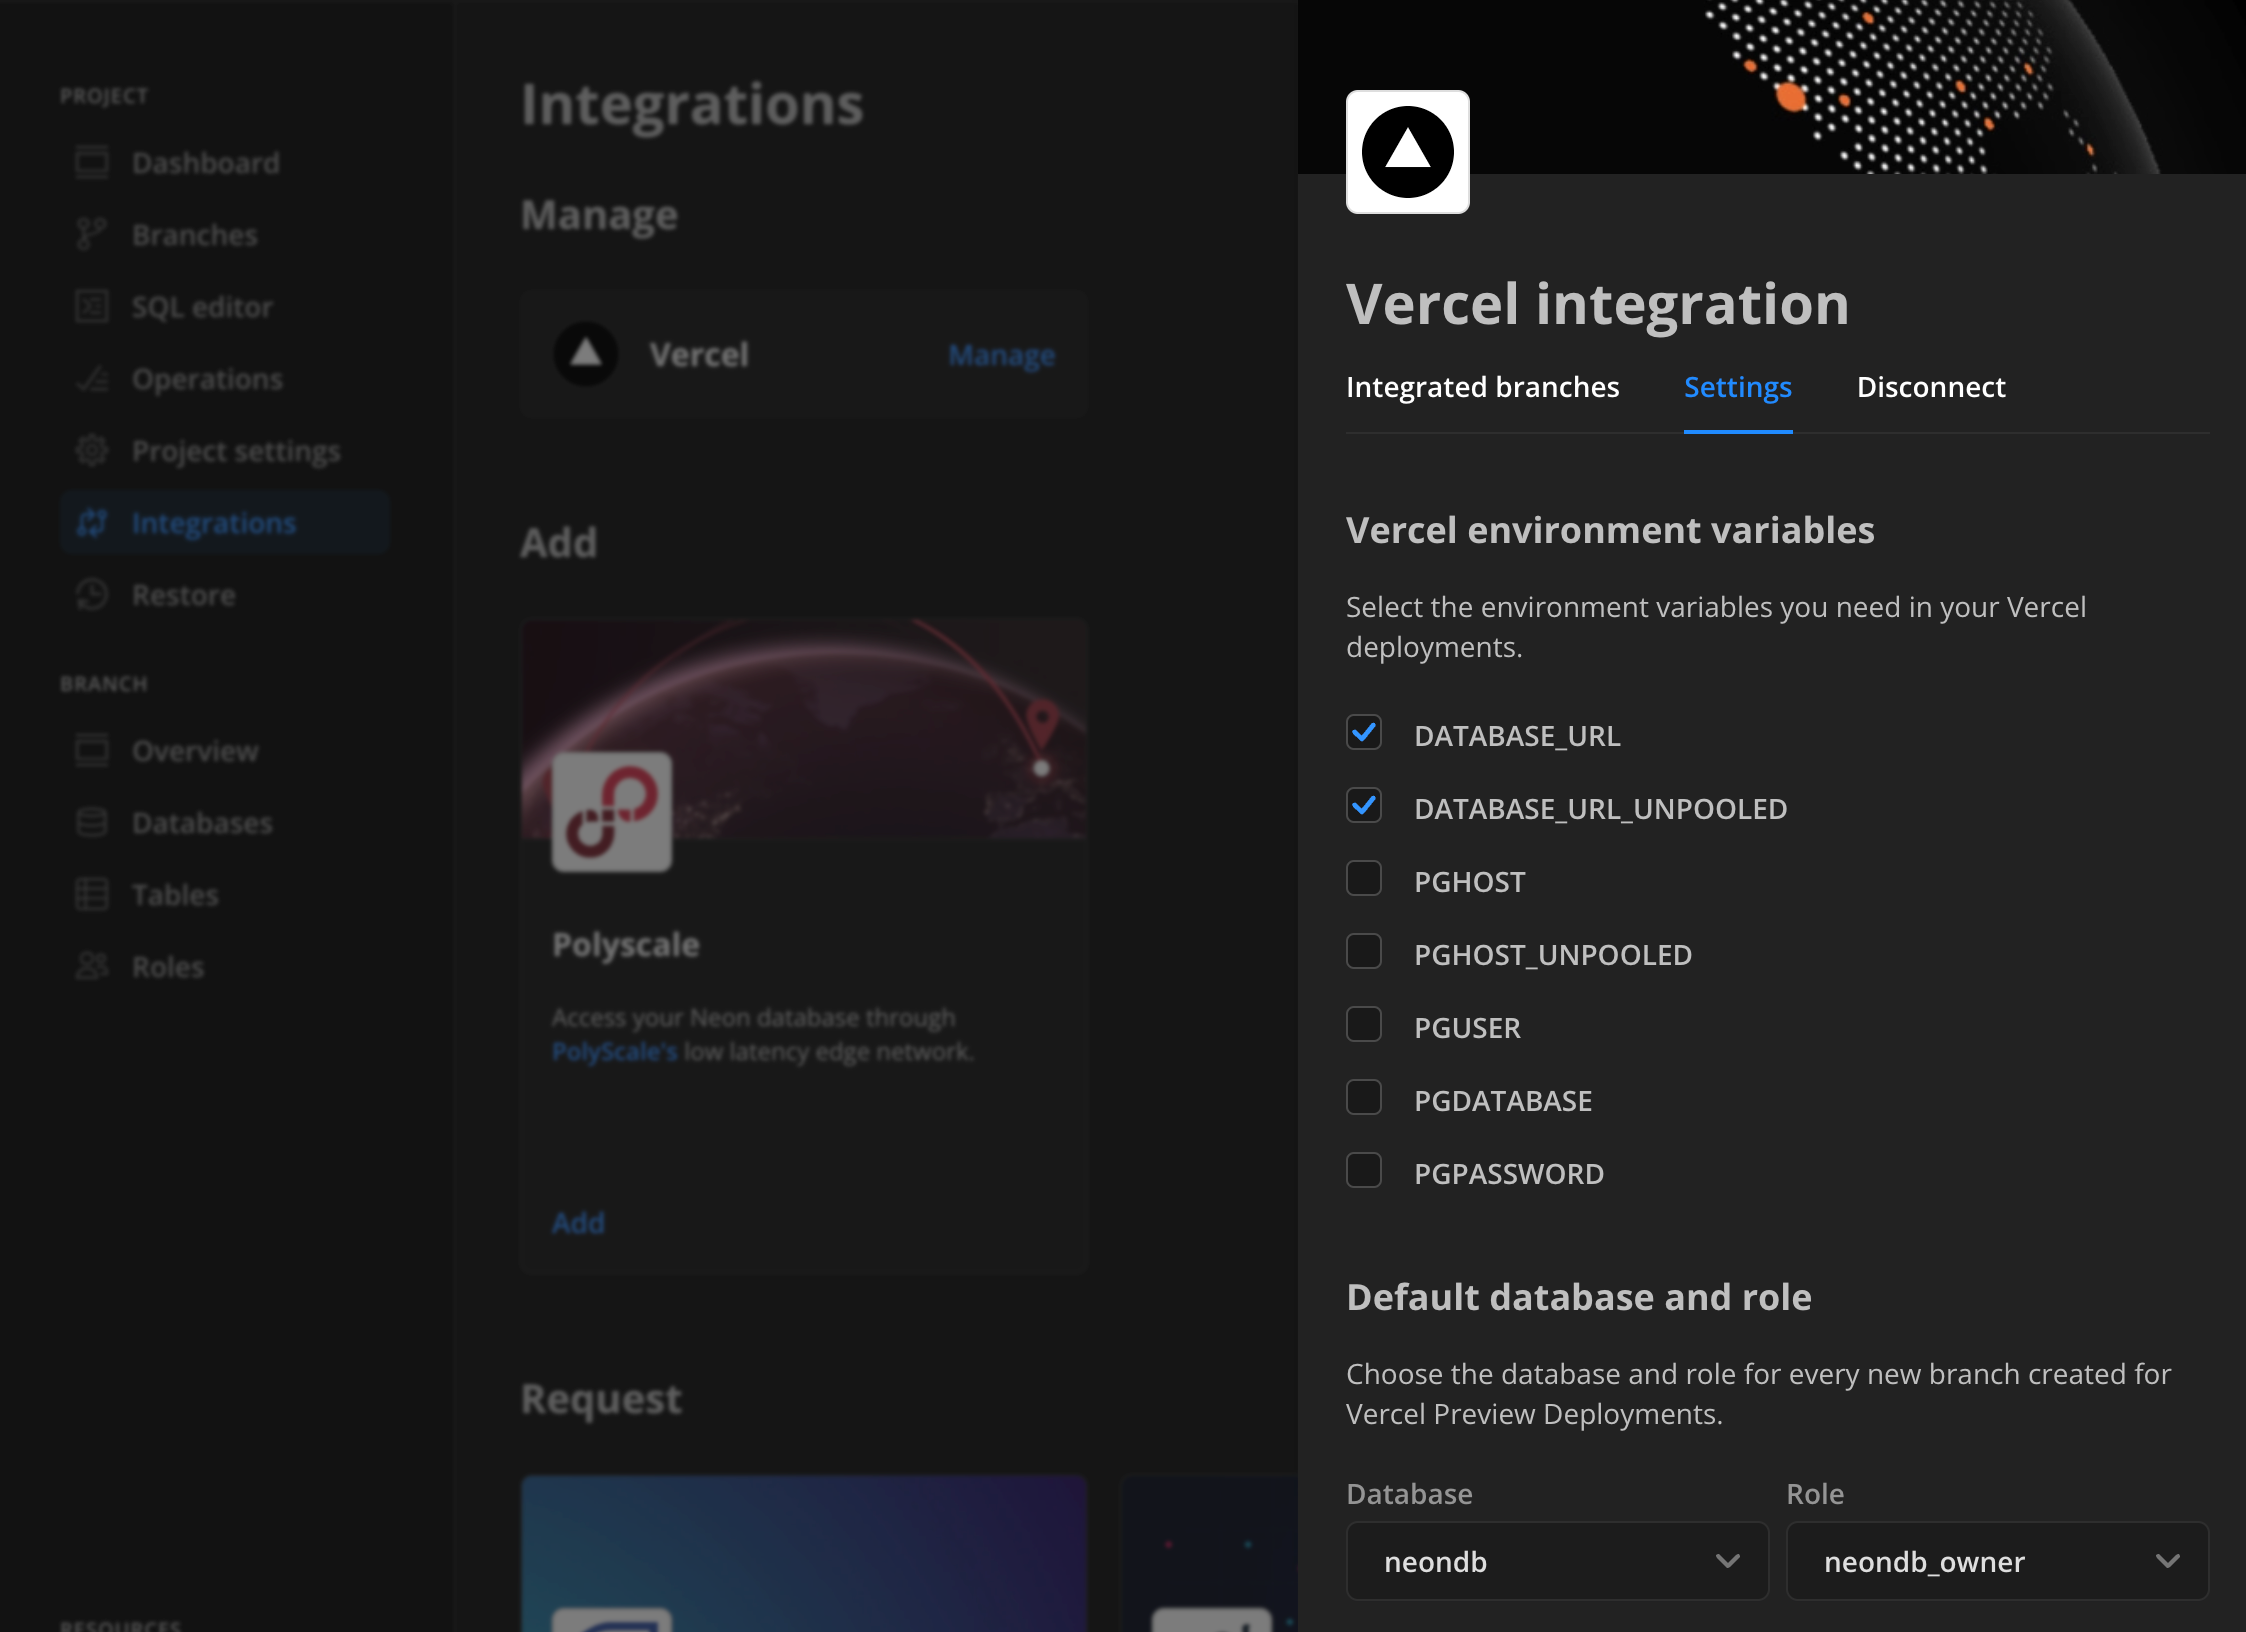 PROJECT
Dashboard
Branches
SQL editor
Operations
Project settings
Integrations
Restore
BRANCH
Overview
Databases
Tables
Roles
RESOURCES
Integrations
Manage
Vercel
Manage
Add
Polyscale
Access your Neon database through
PolyScale's low latency edge network.
Add
Request
Vercel integration
Integrated branches
Settings
Disconnect
Vercel environment variables
Select the environment variables you need in your Vercel
deployments.
DATABASE_URL
DATABASE_URL_UNPOOLED
PGHOST
PGHOST_UNPOOLED
PGUSER
PGDATABASE
PGPASSWORD
Default database and role
Choose the database and role for every new branch created for
Vercel Preview Deployments.
Database
Role
neondb
neondb_owner